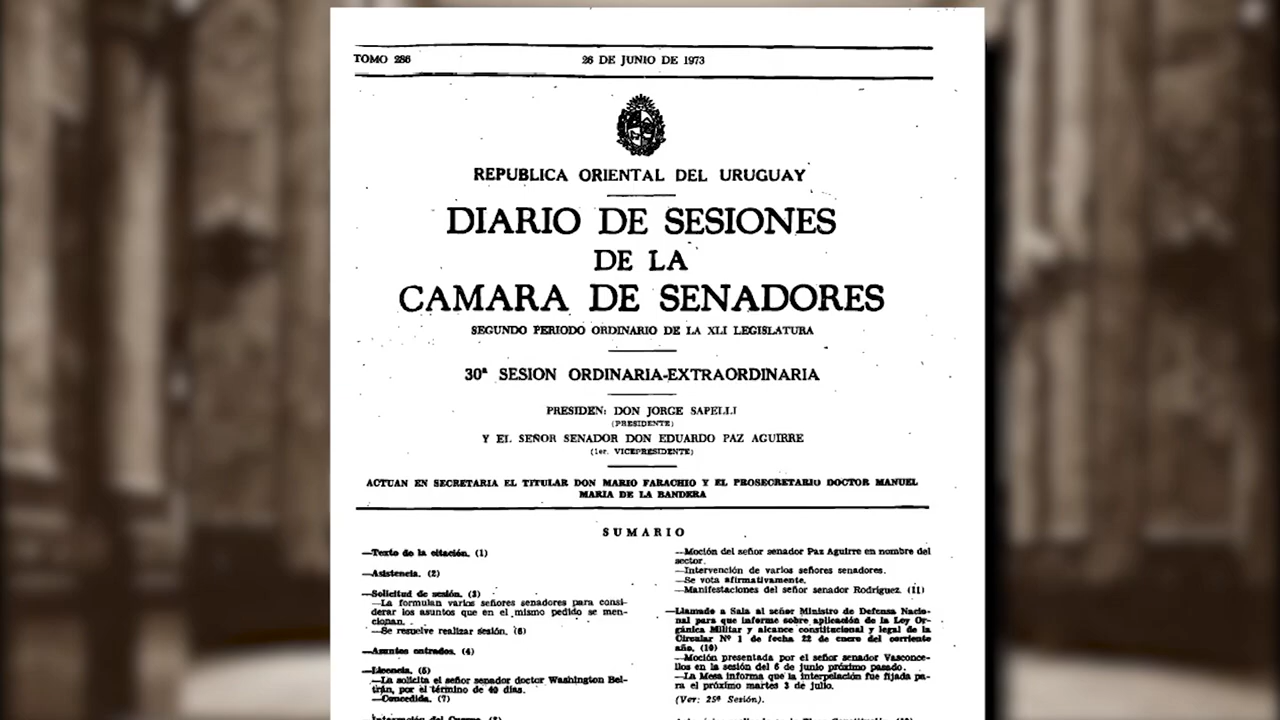 TOMO 286
26 DE JUNIO DE 1973
REPUBLICA ORIENTAL DEL URUGUAY
DIARIO DE SESIONES
DE LA
CAMARA DE SENADORES
SEGUNDO PERIODO ORDINARIO DE LA XLI LEGISLATURA
30ª SESION ORDINARIA-EXTRAORDINARIA
PRESIDEN: DON JORGE SAPELLI
(PRESIDENTE)
Y EL SEÑOR SENADOR DON EDUARDO PAZ AGUIRRE
(1er. VICEPRESIDENTE)
ACTUAN EN SECRETARIA EL TITULAR DON MARIO FARACHIO Y EL PROSECRETARIO DOCTOR MANUEL
MARIA DE LA BANDERA
SUMARIO
—Texto de la citación. (1)
—Asistencia. (2)
—Solicitud de sesión. (3)
—La formulan varios señores senadores para consi-
derar los asuntos que en el mismo pedido se men-
cionan.
—Se resuelve realizar sesión. (6)
—Asuntos entrados. (4)
—Licencia. (5)
—La solicita el señor senador doctor Washington Bel-
trán, por el término de 40 días.
—Concedida. (7)
—Moción del señor senador Paz Aguirre en nombre del
sector.
—Intervención de varios señores senadores.
—Se vota afirmativamente.
—Manifestaciones del señor senador Rodríguez. (11)
—Llamado a Sala al señor Ministro de Defensa Nacio-
nal para que informe sobre aplicación de la Ley Or-
gánica Militar y alcance constitucional y legal de la
Circular Nº 1 de fecha 22 de enero del corriente
año. (10)
—Moción presentada por el señor senador Vasconce-
llos en la sesión del 6 de junio próximo pasado.
—La Mesa informa que la interpelación fue fijada pa-
ra el próximo martes 3 de julio.
(Ver: 25ª Sesión).